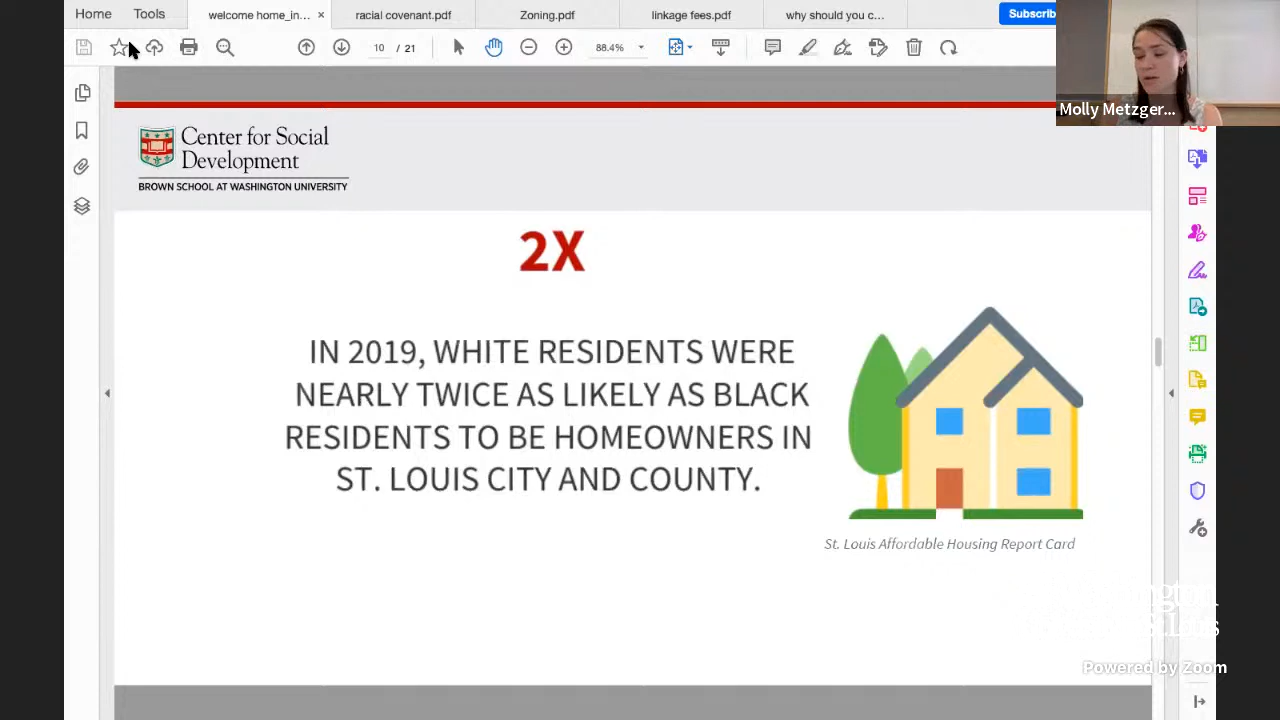 Home Tools welcome home_in... × racial covenant.pdf Zoning.pdf linkage fees.pdf why should you c... Subscrib
10 / 21 88.4%
Molly Metzger...
Center for Social
Development
BROWN SCHOOL AT WASHINGTON UNIVERSITY
2X
IN 2019, WHITE RESIDENTS WERE
NEARLY TWICE AS LIKELY AS BLACK
RESIDENTS TO BE HOMEOWNERS IN
ST. LOUIS CITY AND COUNTY.
St. Louis Affordable Housing Report Card
Powered by Zoom